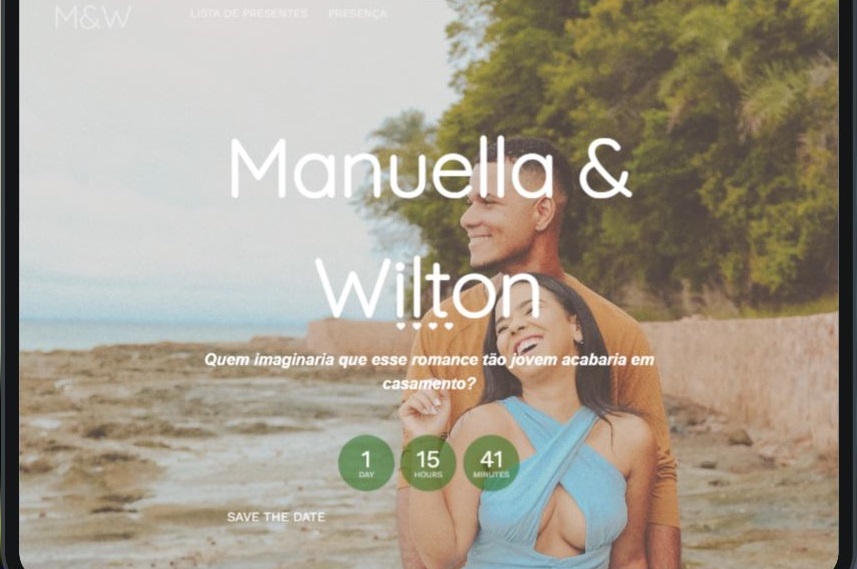 M&W
LISTA DE PRESENTES PRESENÇA
Manuella &
Wilton
Quem imaginaria que esse romance tão jovem acabaria em
casamento?
1 15 41
DAY HOURS MINUTES
SAVE THE DATE